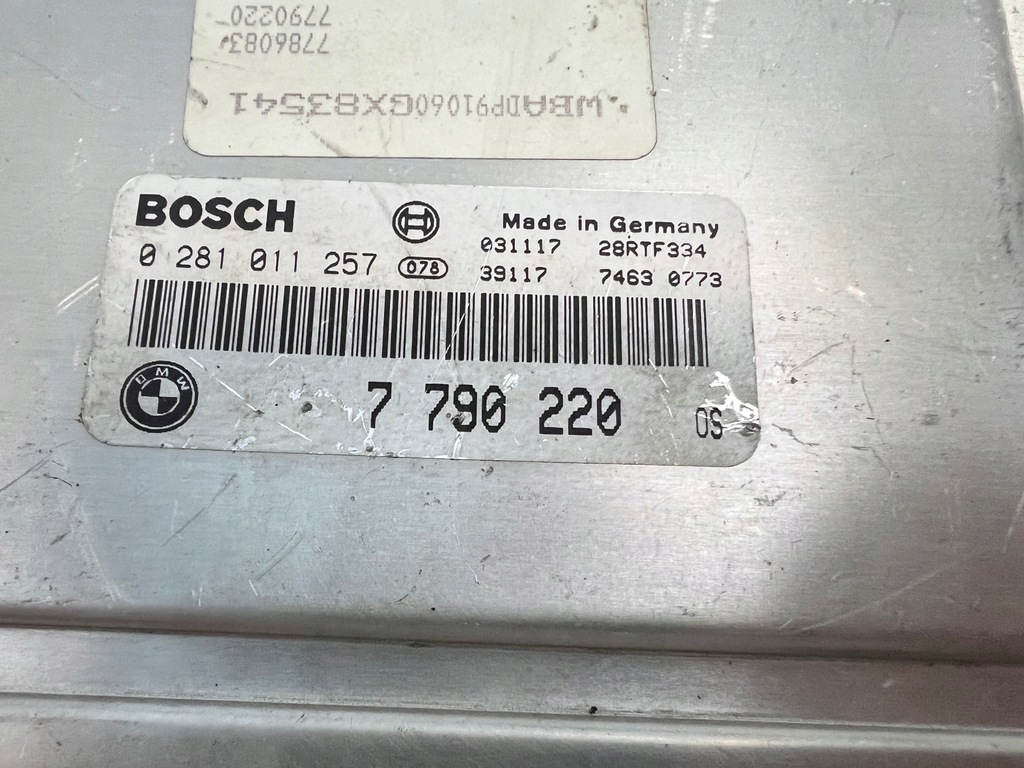 7790220
7786083
WBADP91060GX83541
BOSCH
Made in Germany
0 281 011 257
078
031117 28RTF334
39117 7463 0773
BMW
7 790 220
OS